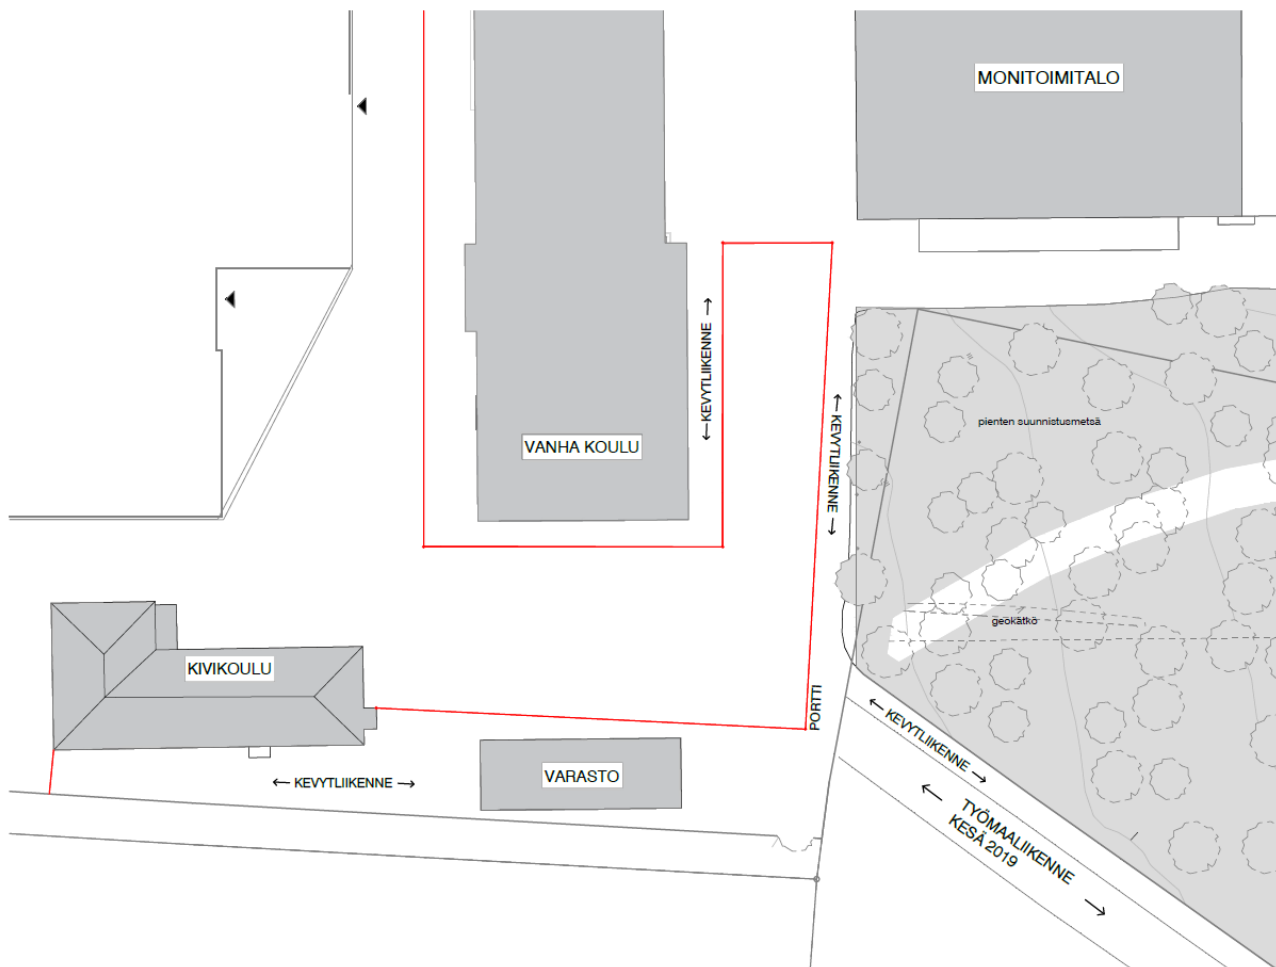 MONITOIMITALO
VANHA KOULU
← KEVYTLIIKENNE →
← KEVYTLIIKENNE →
pienten suunnistusmetsä
geokätkö
KIVIKOULU
PORTTI
← KEVYTLIIKENNE →
← KEVYTLIIKENNE →
VARASTO
← TYÖMAALIIKENNE →
KESÄ 2019